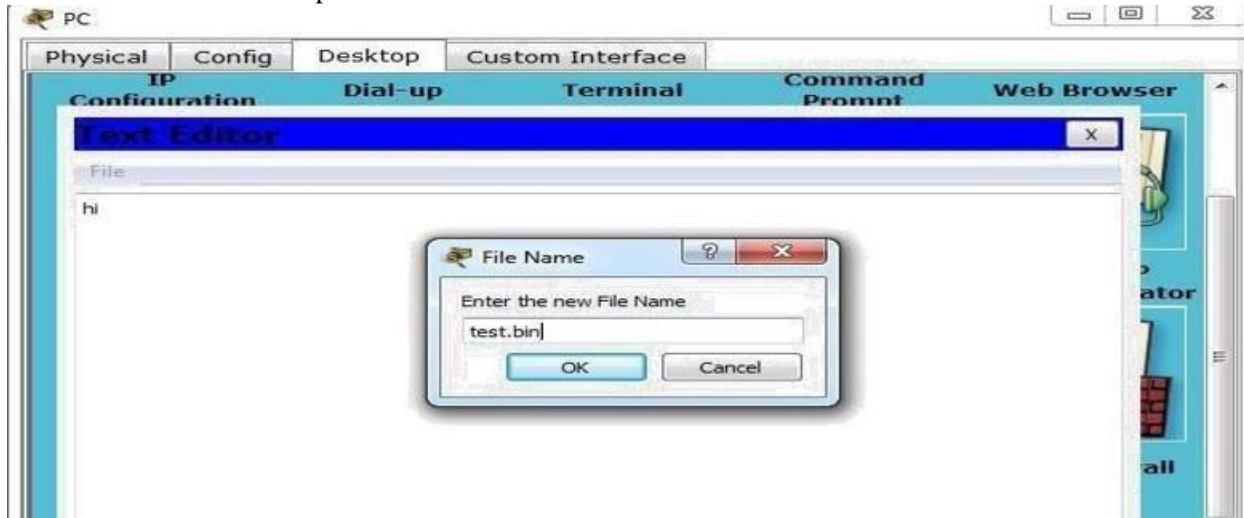 PC
Physical Config Desktop Custom Interface
IP Configuration Dial-up Terminal Command Prompt Web Browser
Text Editor X
File
hi
File Name
Enter the new File Name
test.bin
OK Cancel
ator
all